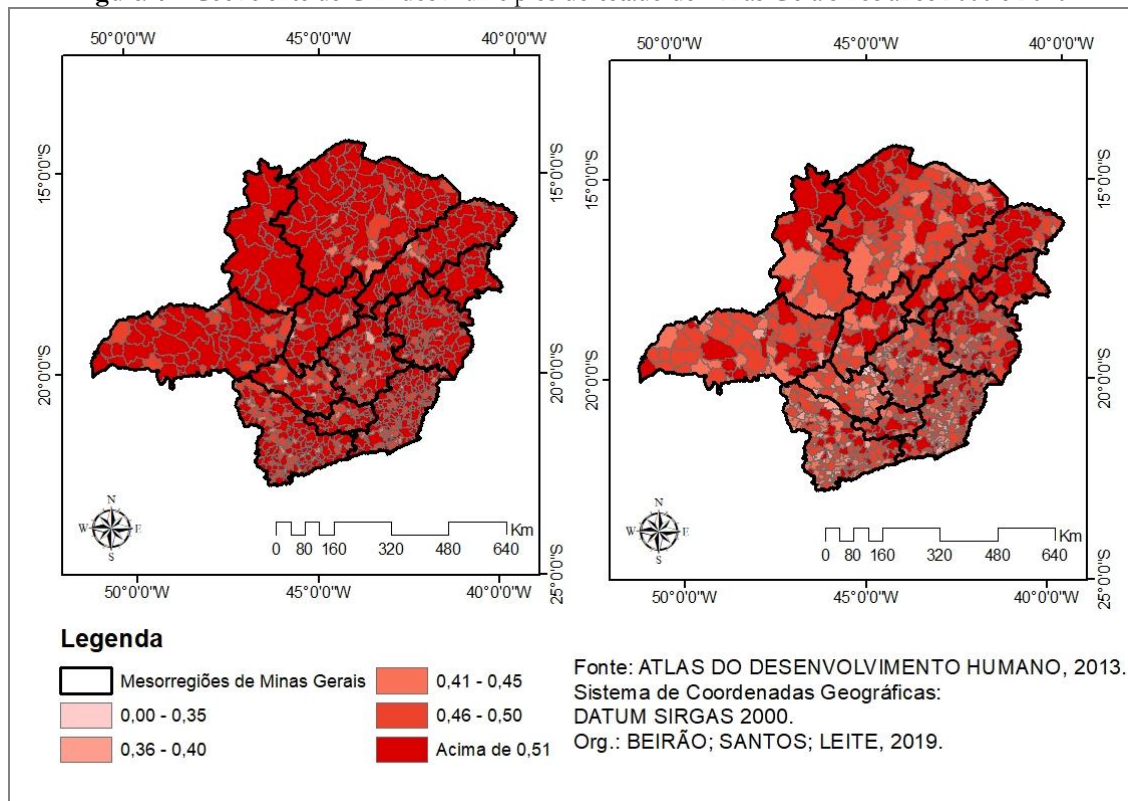 50°0'0"W 45°0'0"W 40°0'0"W
50°0'0"W 45°0'0"W 40°0'0"W
15°0'0"S
15°0'0"S
15°0'0"S
15°0'0"S
20°0'0"S
20°0'0"S
20°0'0"S
20°0'0"S
25°0'0"S
25°0'0"S
N
W E
S
0 80 160 320 480 640
Km
N
W E
S
0 80 160 320 480 640
Km
50°0'0"W 45°0'0"W 40°0'0"W
50°0'0"W 45°0'0"W 40°0'0"W
Legenda
Mesorregiões de Minas Gerais
0,00 - 0,35
0,36 - 0,40
0,41 - 0,45
0,46 - 0,50
Acima de 0,51
Fonte: ATLAS DO DESENVOLVIMENTO HUMANO, 2013.
Sistema de Coordenadas Geográficas:
DATUM SIRGAS 2000.
Org.: BEIRÃO; SANTOS; LEITE, 2019.